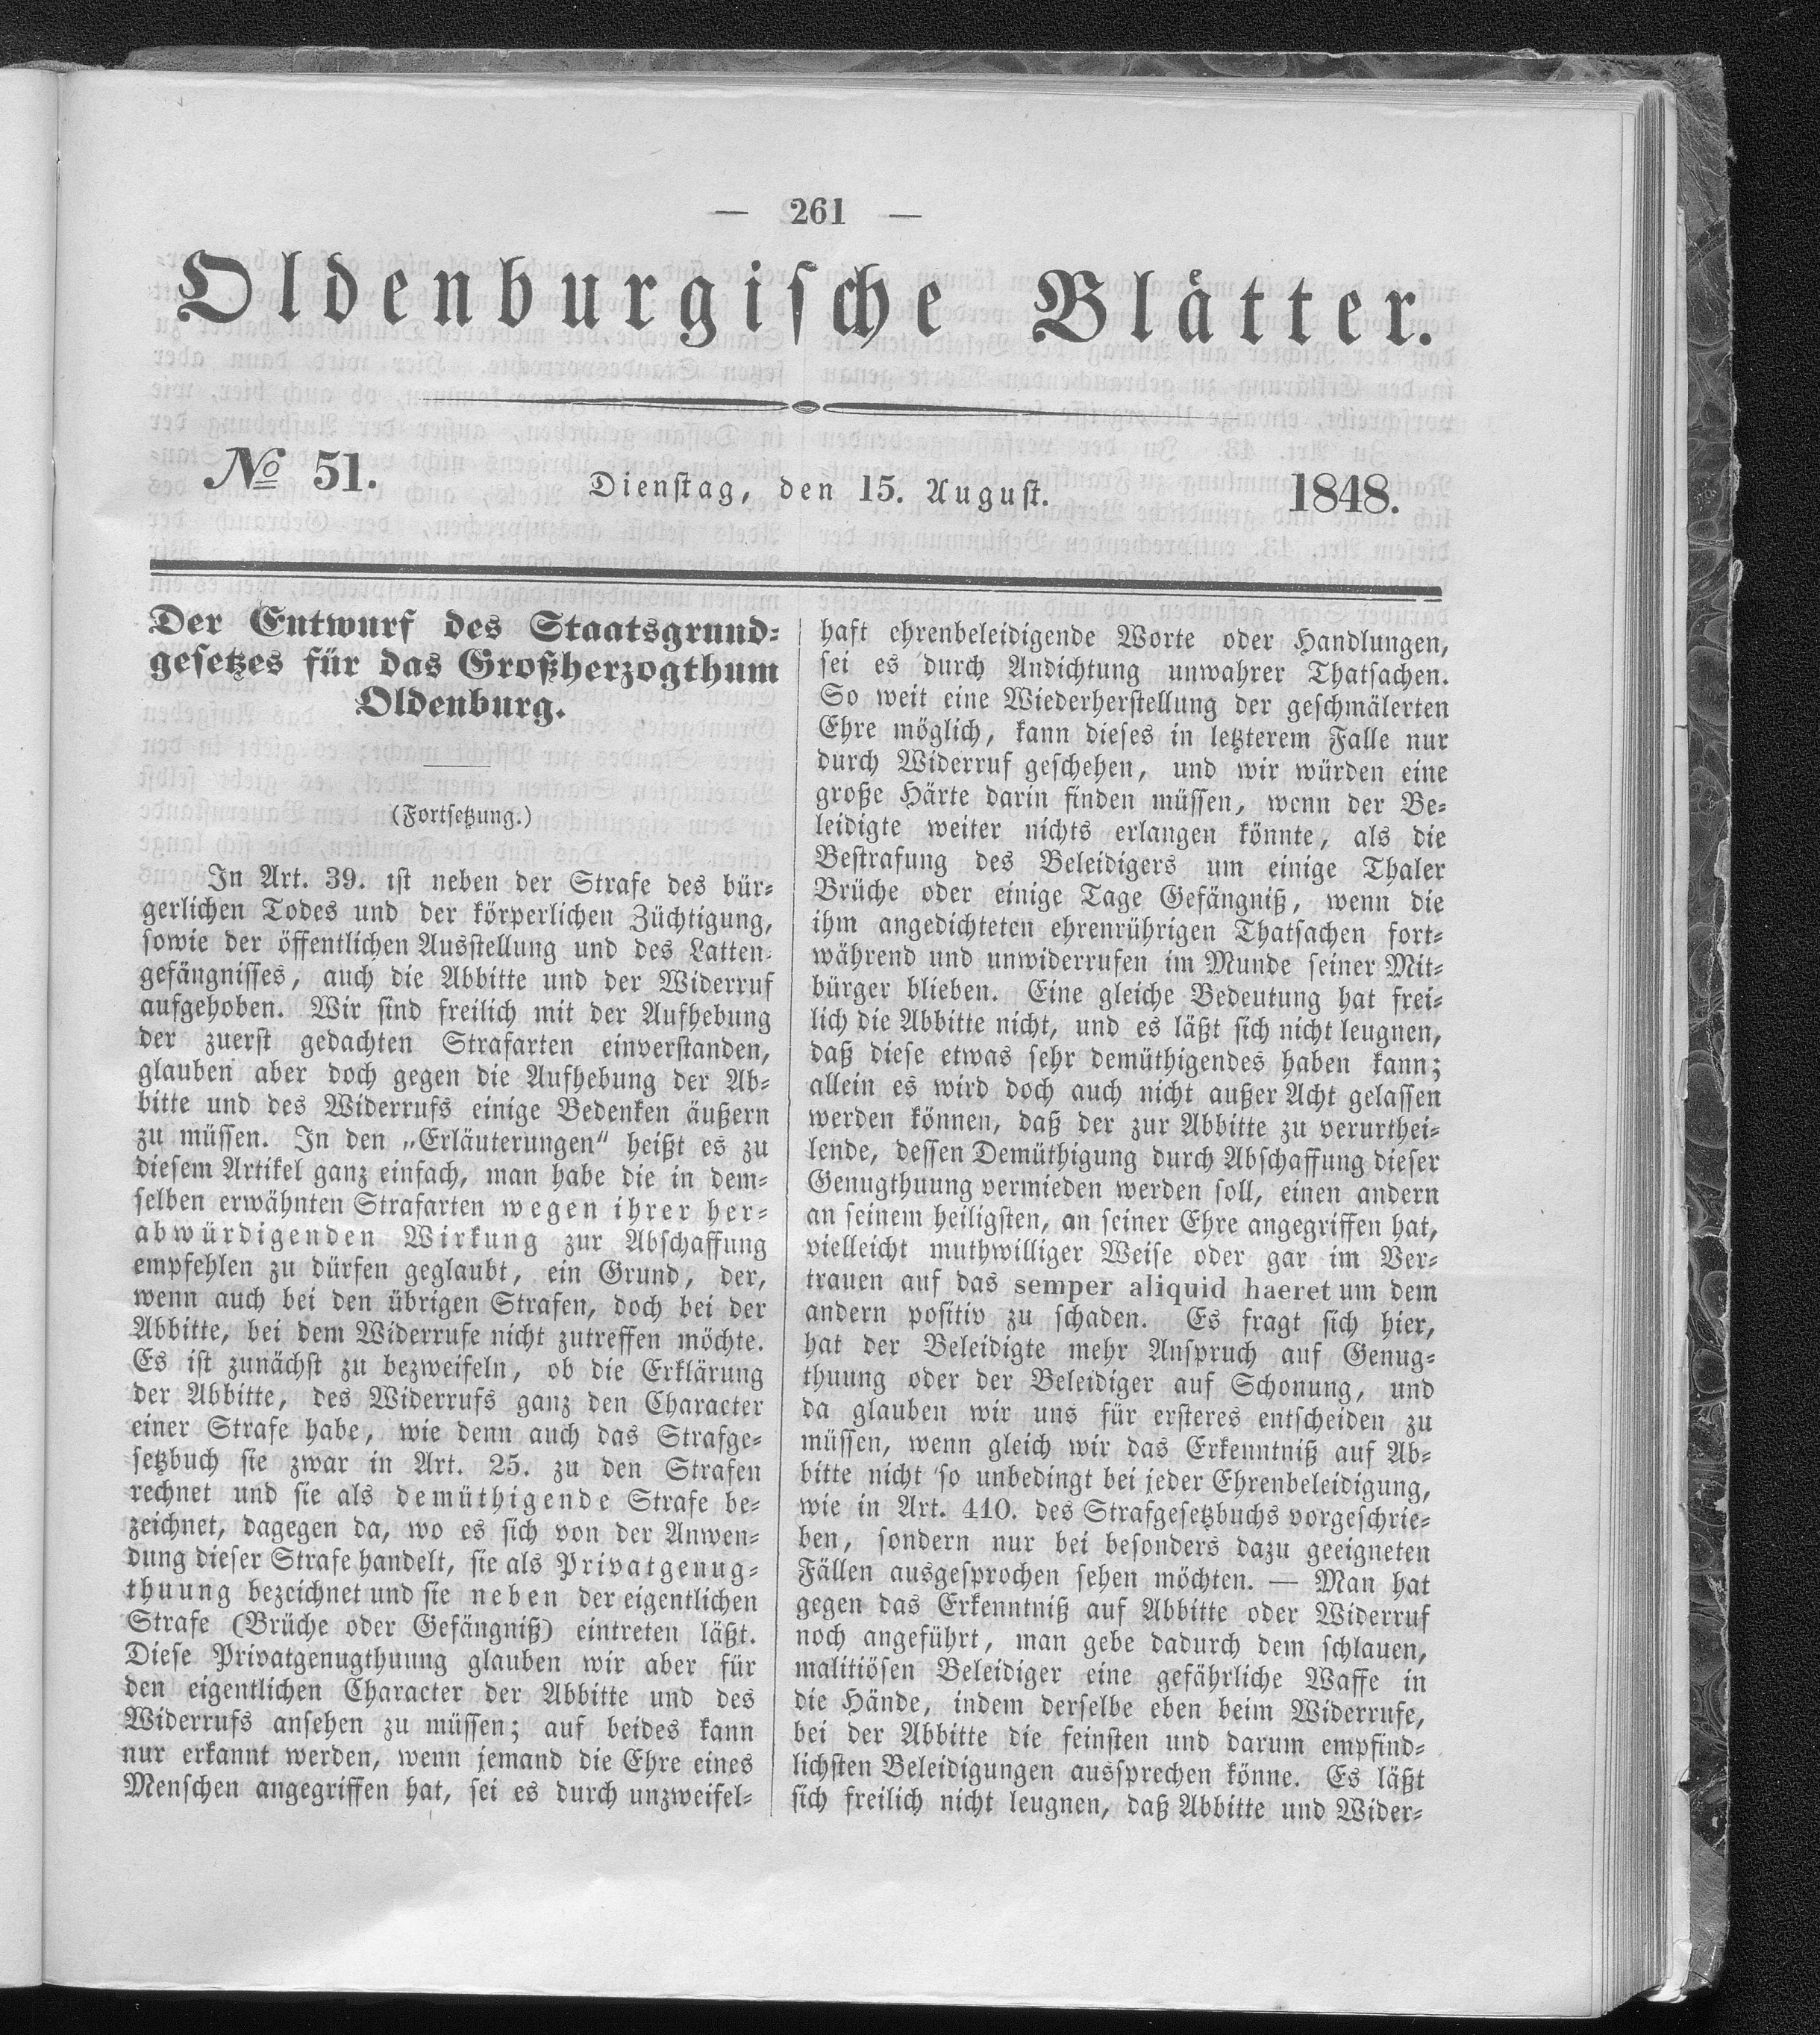 — 261 —
Oldenburgische Blätter.
No 51.
Dienstag, den 15. August.
1848.
Der Entwurf des Staatsgrund-
gesetzes für das Großherzogthum
Oldenburg.
(Fortsetzung.)
In Art. 39. ist neben der Strafe des bür-
gerlichen Todes und der körperlichen Züchtigung,
sowie der öffentlichen Ausstellung und des Latten-
gefängnisses, auch die Abbitte und der Widerruf
aufgehoben. Wir sind freilich mit der Aufhebung
der zuerst gedachten Strafarten einverstanden,
glauben aber doch gegen die Aufhebung der Ab-
bitte und des Widerrufs einige Bedenken äußern
zu müssen. In den „Erläuterungen“ heißt es zu
diesem Artikel ganz einfach, man habe die in dem-
selben erwähnten Strafarten wegen ihrer her-
abwürdigenden Wirkung zur Abschaffung
empfehlen zu dürfen geglaubt, ein Grund, der,
wenn auch bei den übrigen Strafen, doch bei der
Abbitte, bei dem Widerrufe nicht zutreffen möchte.
Es ist zunächst zu bezweifeln, ob die Erklärung
der Abbitte, des Widerrufs ganz den Character
einer Strafe habe, wie denn auch das Strafge-
setzbuch sie zwar in Art. 25. zu den Strafen
rechnet und sie als demüthigende Strafe be-
zeichnet, dagegen da, wo es sich von der Anwen-
dung dieser Strafe handelt, sie als Privatgenug-
thuung bezeichnet und sie neben der eigentlichen
Strafe (Brüche oder Gefängniß) eintreten läßt.
Diese Privatgenugthuung glauben wir aber für
den eigentlichen Character der Abbitte und des
Widerrufs ansehen zu müssen; auf beides kann
nur erkannt werden, wenn jemand die Ehre eines
Menschen angegriffen hat, sei es durch unzweifel-
haft ehrenbeleidigende Worte oder Handlungen,
sei es durch Andichtung unwahrer Thatsachen.
So weit eine Wiederherstellung der geschmälerten
Ehre möglich, kann dieses in letzterem Falle nur
durch Widerruf geschehen, und wir würden eine
große Härte darin finden müssen, wenn der Be-
leidigte weiter nichts erlangen könnte, als die
Bestrafung des Beleidigers um einige Thaler
Brüche oder einige Tage Gefängniß, wenn die
ihm angedichteten ehrenrührigen Thatsachen fort-
während und unwiderrufen im Munde seiner Mit-
bürger blieben. Eine gleiche Bedeutung hat frei-
lich die Abbitte nicht, und es läßt sich nicht leugnen,
daß diese etwas sehr demüthigendes haben kann;
allein es wird doch auch nicht außer Acht gelassen
werden können, daß der zur Abbitte zu verurthei-
lende, dessen Demüthigung durch Abschaffung dieser
Genugthuung vermieden werden soll, einen andern
an seinem heiligsten, an seiner Ehre angegriffen hat,
vielleicht muthwilliger Weise oder gar im Ver-
trauen auf das semper aliquid haeret um dem
andern positiv zu schaden. Es fragt sich hier,
hat der Beleidigte mehr Anspruch auf Genug-
thuung oder der Beleidiger auf Schonung, und
da glauben wir uns für ersteres entscheiden zu
müssen, wenn gleich wir das Erkenntniß auf Ab-
bitte nicht so unbedingt bei jeder Ehrenbeleidigung,
wie in Art. 410. des Strafgesetzbuchs vorgeschrie-
ben, sondern nur bei besonders dazu geeigneten
Fällen ausgesprochen sehen möchten. — Man hat
gegen das Erkenntniß auf Abbitte oder Widerruf
noch angeführt, man gebe dadurch dem schlauen,
malitiösen Beleidiger eine gefährliche Waffe in
die Hände, indem derselbe eben beim Widerrufe,
bei der Abbitte die feinsten und darum empfind-
lichsten Beleidigungen aussprechen könne. Es läßt
sich freilich nicht leugnen, daß Abbitte und Wider-